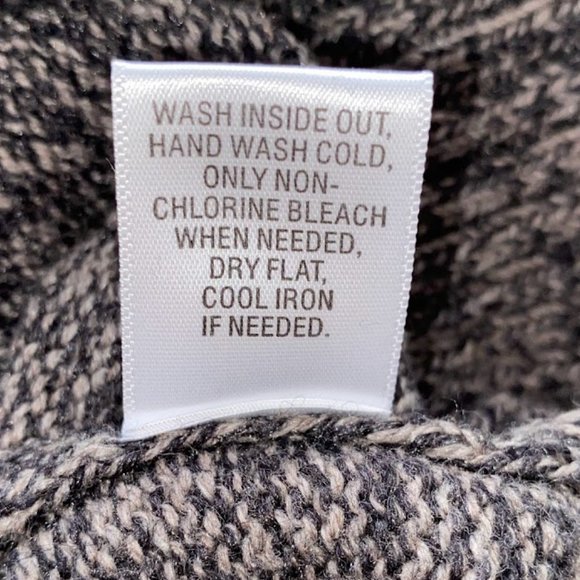 WASH INSIDE OUT,
HAND WASH COLD,
ONLY NON-
CHLORINE BLEACH
WHEN NEEDED,
DRY FLAT,
COOL IRON
IF NEEDED.